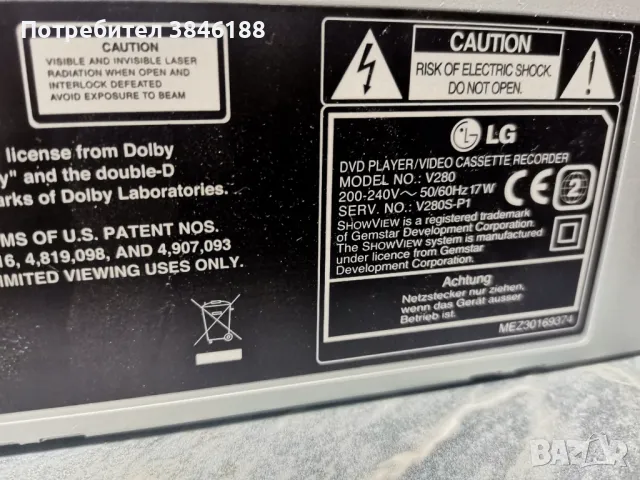 Потребител 3846188
CAUTION
VISIBLE AND INVISIBLE LASER
RADIATION WHEN OPEN AND
INTERLOCK DEFEATED
AVOID EXPOSURE TO BEAM
license from Dolby
y" and the double-D
arks of Dolby Laboratories.
MS OF U.S. PATENT NOS.
16, 4,819,098, AND 4,907,093
LIMITED VIEWING USES ONLY.
CAUTION
RISK OF ELECTRIC SHOCK
DO NOT OPEN.
LG
DVD PLAYER/VIDEO CASSETTE RECORDER
MODEL NO.: V280
200-240V~ 50/60Hz 17W
SERV. NO.: V280S-P1
CE
2
SHOWVIEW is a registered trademark
of Gemstar Development Corporation.
The SHOWVIEW system is manufactured
under licence from Gemstar
Development Corporation.
Achtung
Netzstecker nur ziehen,
wenn das Gerät ausser
Betrieb ist.
MEZ30169374
BAZAR